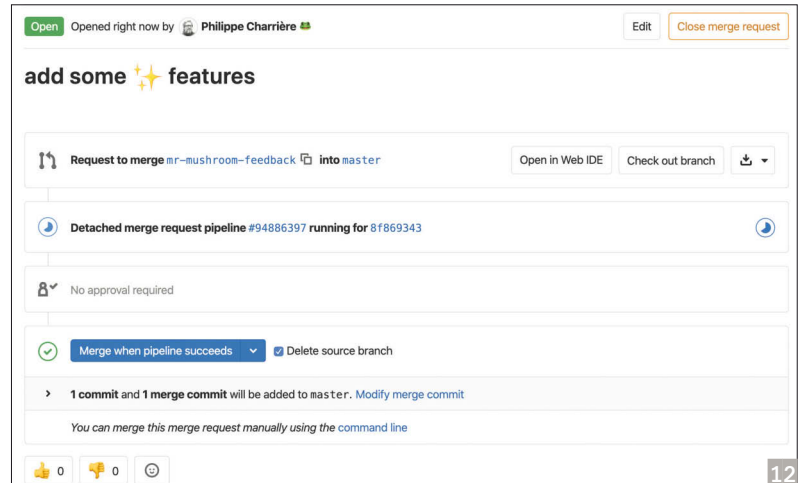 Open Opened right now by Philippe Charrière 🐸 Edit Close merge request
add some ✨ features
Request to merge mr-mushroom-feedback into master Open in Web IDE Check out branch
Detached merge request pipeline #94886397 running for 8f869343
No approval required
Merge when pipeline succeeds Delete source branch
1 commit and 1 merge commit will be added to master. Modify merge commit
You can merge this merge request manually using the command line
👍 0 👎 0
12